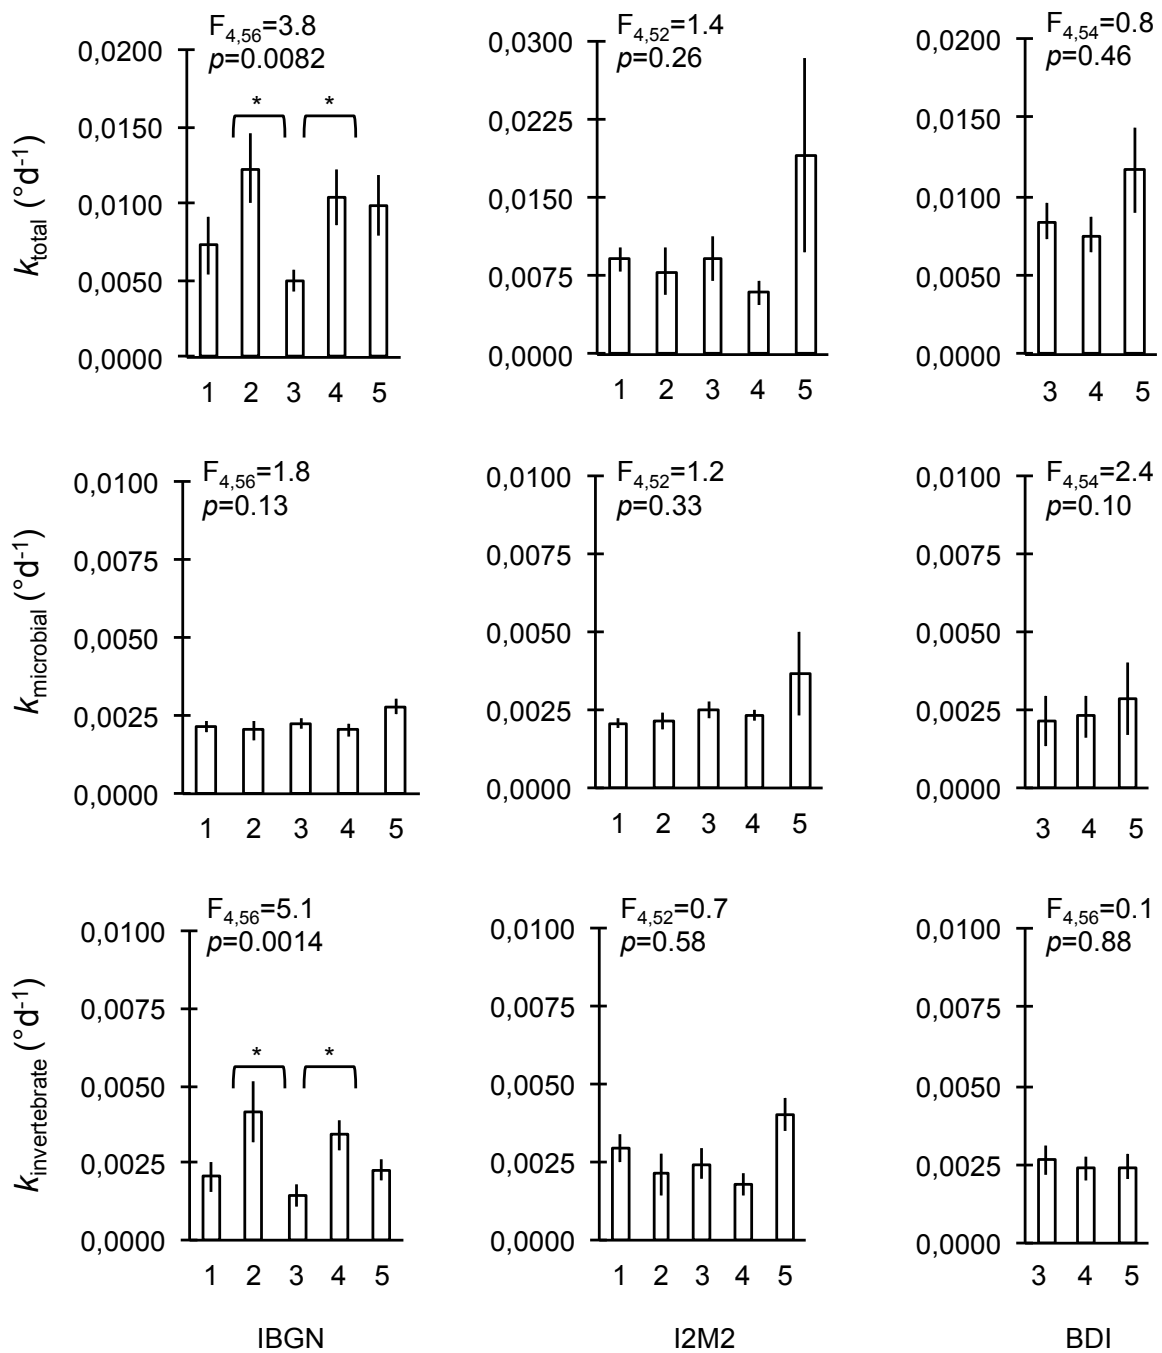 F4,56=3.8
p=0.0082
0,0200
0,0150
0,0100
0,0050
0,0000
* *
ktotal (°d-1)
1 2 3 4 5
F4,52=1.4
p=0.26
0,0300
0,0225
0,0150
0,0075
0,0000
1 2 3 4 5
F4,54=0.8
p=0.46
0,0200
0,0150
0,0100
0,0050
0,0000
3 4 5
F4,56=1.8
p=0.13
0,0100
0,0075
0,0050
0,0025
0,0000
kmicrobial (°d-1)
1 2 3 4 5
F4,52=1.2
p=0.33
0,0100
0,0075
0,0050
0,0025
0,0000
1 2 3 4 5
F4,54=2.4
p=0.10
0,0100
0,0075
0,0050
0,0025
0,0000
3 4 5
F4,56=5.1
p=0.0014
0,0100
0,0075
0,0050
0,0025
0,0000
* *
kinvertebrate (°d-1)
1 2 3 4 5
IBGN
F4,52=0.7
p=0.58
0,0100
0,0075
0,0050
0,0025
0,0000
1 2 3 4 5
I2M2
F4,56=0.1
p=0.88
0,0100
0,0075
0,0050
0,0025
0,0000
3 4 5
BDI